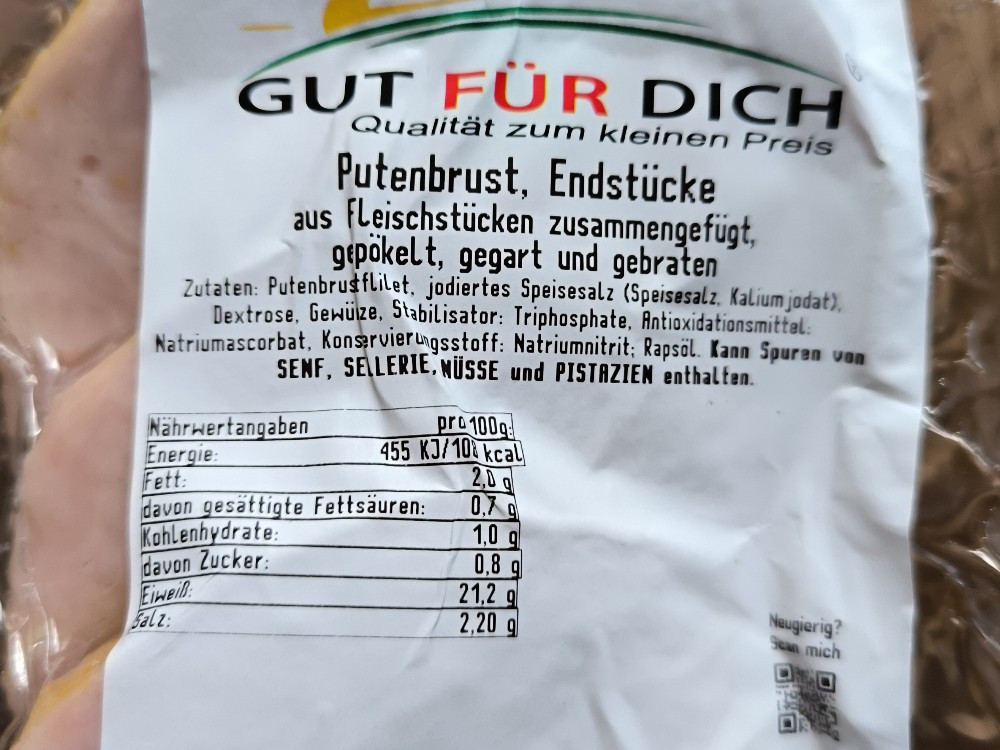 GUT FÜR DICH
Qualität zum kleinen Preis
Putenbrust, Endstücke
aus Fleischstücken zusammengefügt,
gepökelt, gegart und gebraten
Zutaten: Putenbrustflilet, jodiertes Speisesalz (Speisesalz, Kaliumjodat),
Dextrose, Gewüize, Stabilisator: Triphosphate, Antioxidationsmittel:
Natriumascorbat, Konservierungsstoff: Natriumnitrit; Rapsöl. Kann Spuren von
SENF, SELLERIE, NÜSSE und PISTAZIEN enthalten.
Nährwertangaben pro 100g:
Energie: 455 KJ/108 kcal
Fett: 2,0 g
davon gesättigte Fettsäuren: 0,7 g
Kohlenhydrate: 1,0 g
davon Zucker: 0,8 g
Eiweiß: 21,2 g
Salz: 2,20 g
Neugierig?
Scan mich